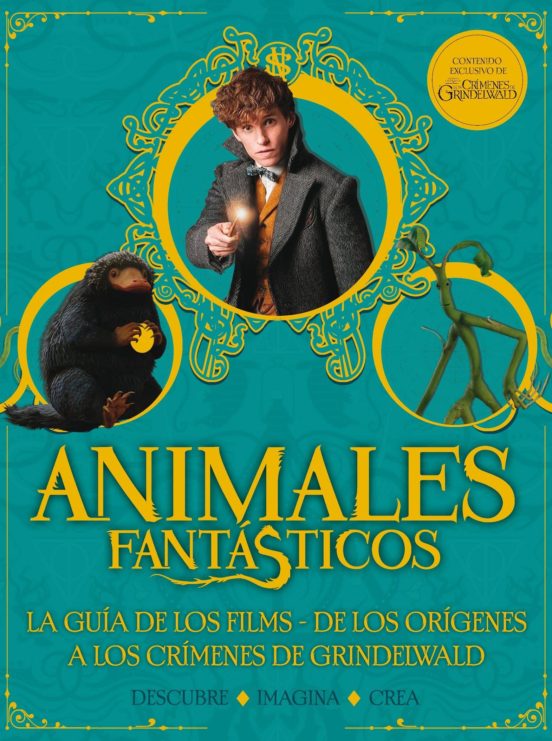 CONTENIDO
EXCLUSIVO DE
CRÍMENES DE
GRINDELWALD
ANIMALES
FANTÁSTICOS
LA GUÍA DE LOS FILMS - DE LOS ORÍGENES
A LOS CRÍMENES DE GRINDELWALD
DESCUBRE ♦ IMAGINA ♦ CREA